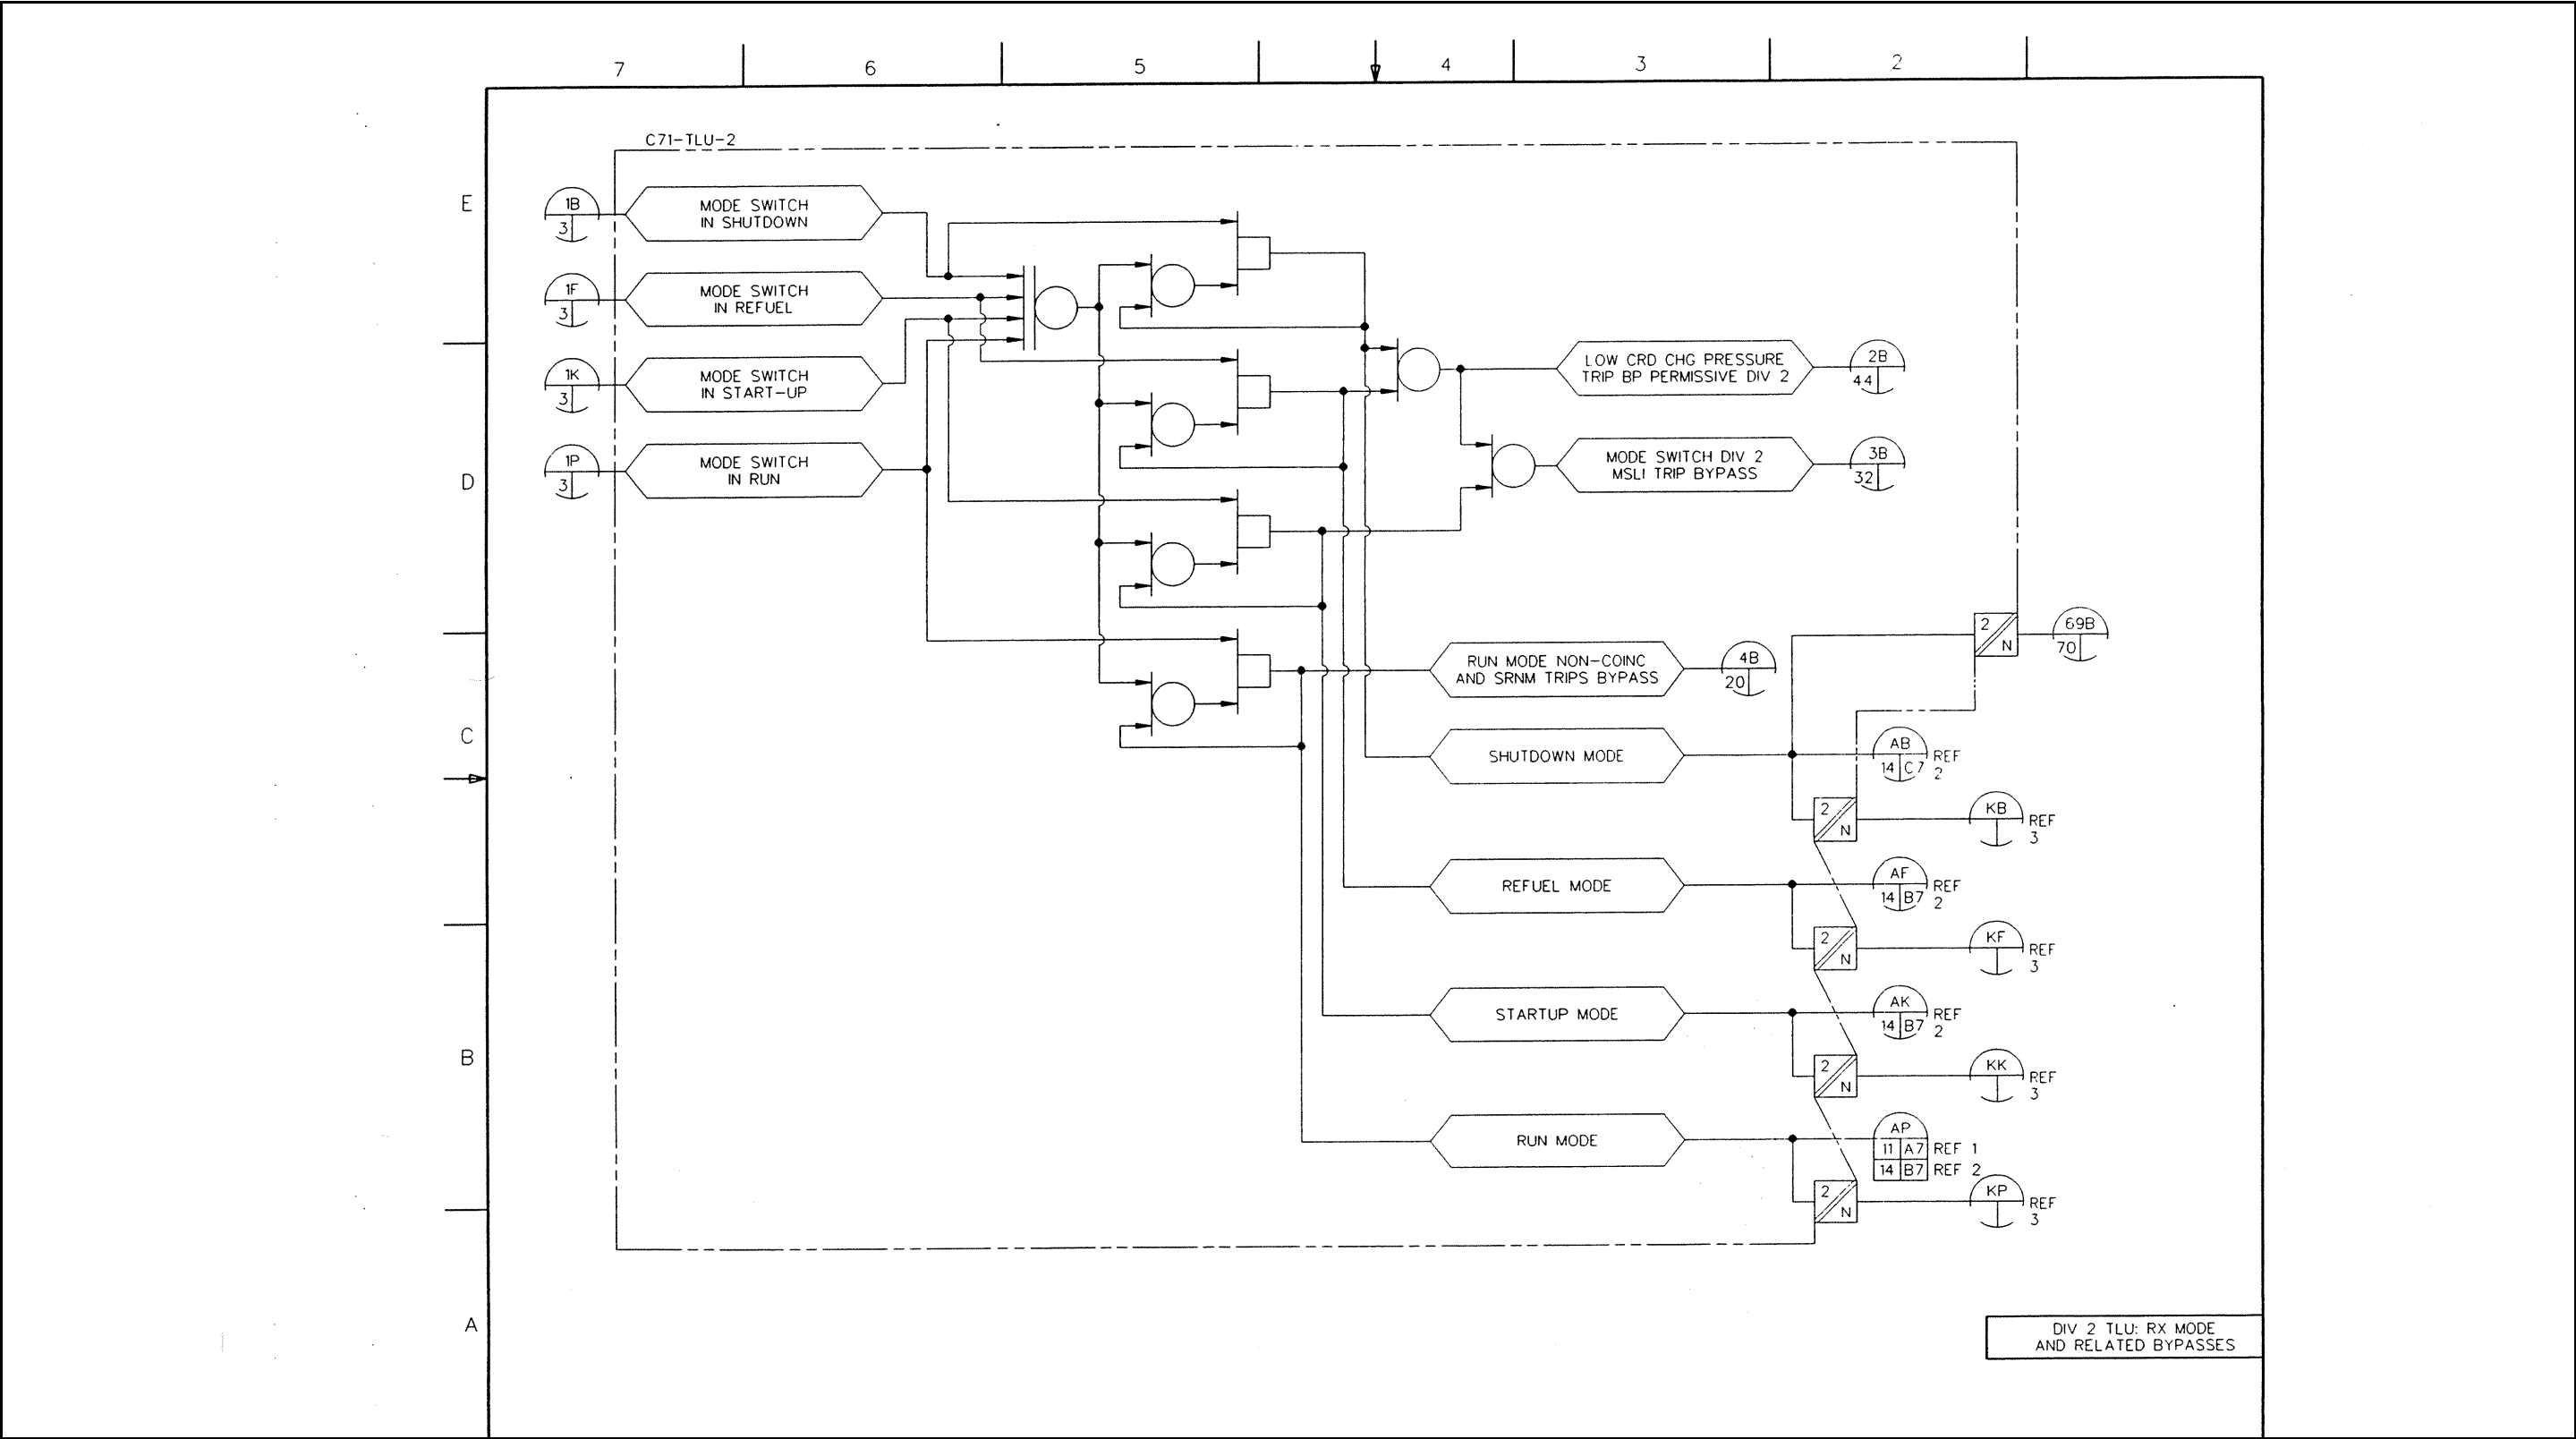 7
6
5
4
3
2
E
D
C
B
A
C71-TLU-2
1B
3
MODE SWITCH
IN SHUTDOWN
1F
3
MODE SWITCH
IN REFUEL
1K
3
MODE SWITCH
IN START-UP
1P
3
MODE SWITCH
IN RUN
LOW CRD CHG PRESSURE
TRIP BP PERMISSIVE DIV 2
2B
44
MODE SWITCH DIV 2
MSLI TRIP BYPASS
3B
32
2
N
69B
70
RUN MODE NON-COINC
AND SRNM TRIPS BYPASS
4B
20
SHUTDOWN MODE
AB
14 C7
REF
2
2
N
KB
REF
3
REFUEL MODE
AF
14 B7
REF
2
2
N
KF
REF
3
STARTUP MODE
AK
14 B7
REF
2
2
N
KK
REF
3
RUN MODE
AP
11 A7 REF 1
14 B7 REF 2
2
N
KP
REF
3
DIV 2 TLU: RX MODE
AND RELATED BYPASSES